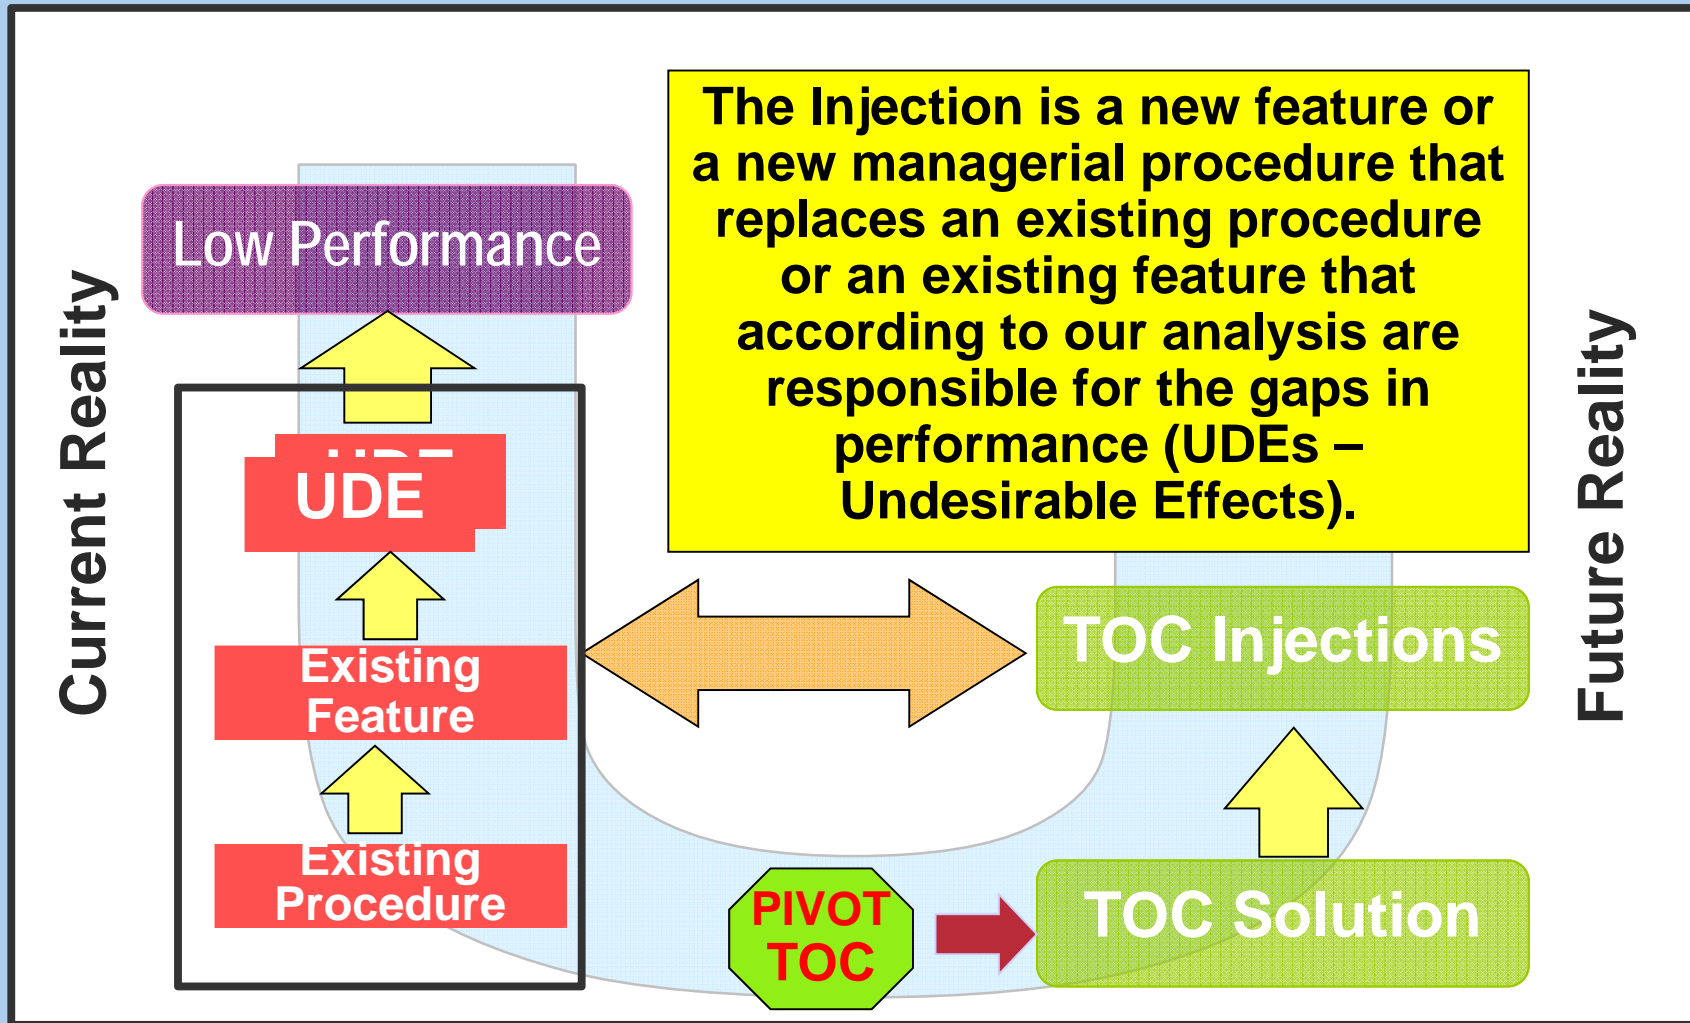 The Injection is a new feature or
a new managerial procedure that
replaces an existing procedure
or an existing feature that
according to our analysis are
responsible for the gaps in
performance (UDEs –
Undesirable Effects).
Current Reality
Low Performance
UDE
UDE
Existing
Feature
Existing
Procedure
PIVOT
TOC
TOC Injections
TOC Solution
Future Reality